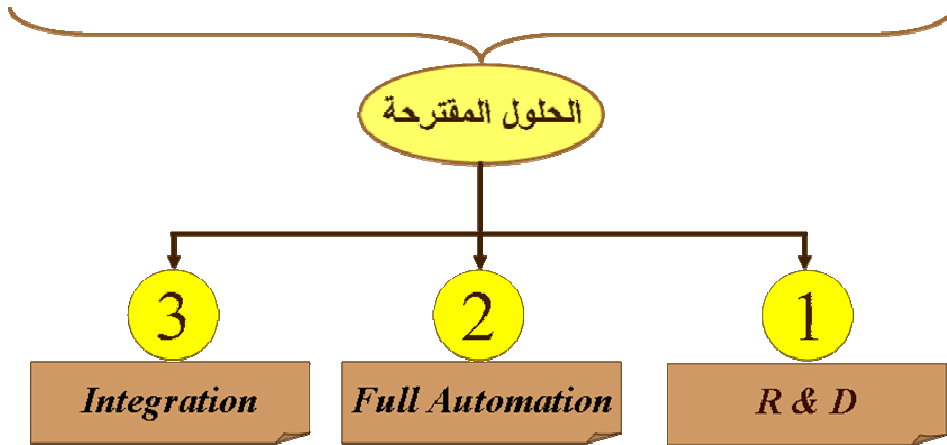 الحلول المقترحة
1
R & D
2
Full Automation
3
Integration